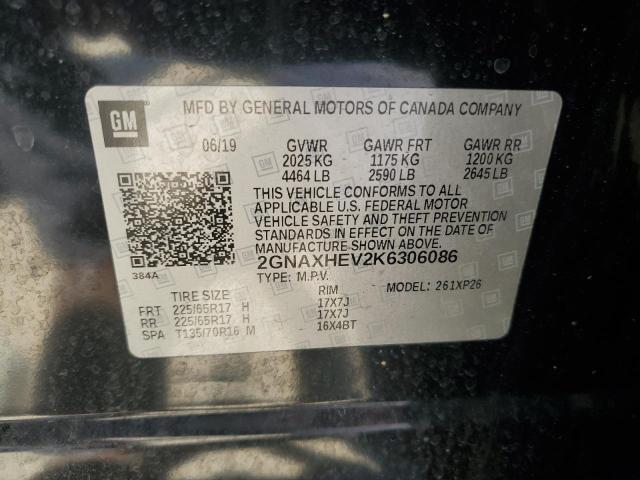 GM
MFD BY GENERAL MOTORS OF CANADA COMPANY
06/19 GVWR GAWR FRT GAWR RR
2025 KG 1175 KG 1200 KG
4464 LB 2590 LB 2645 LB
THIS VEHICLE CONFORMS TO ALL
APPLICABLE U.S. FEDERAL MOTOR
VEHICLE SAFETY AND THEFT PREVENTION
STANDARDS IN EFFECT ON THE DATE OF
MANUFACTURE SHOWN ABOVE.
384A
2GNAXHEV2K6306086
TYPE: M.P.V. MODEL: 261XP26
TIRE SIZE RIM
FRT 225/65R17 H 17X7J
RR 225/65R17 H 17X7J
SPA T135/70R16 M 16X4BT